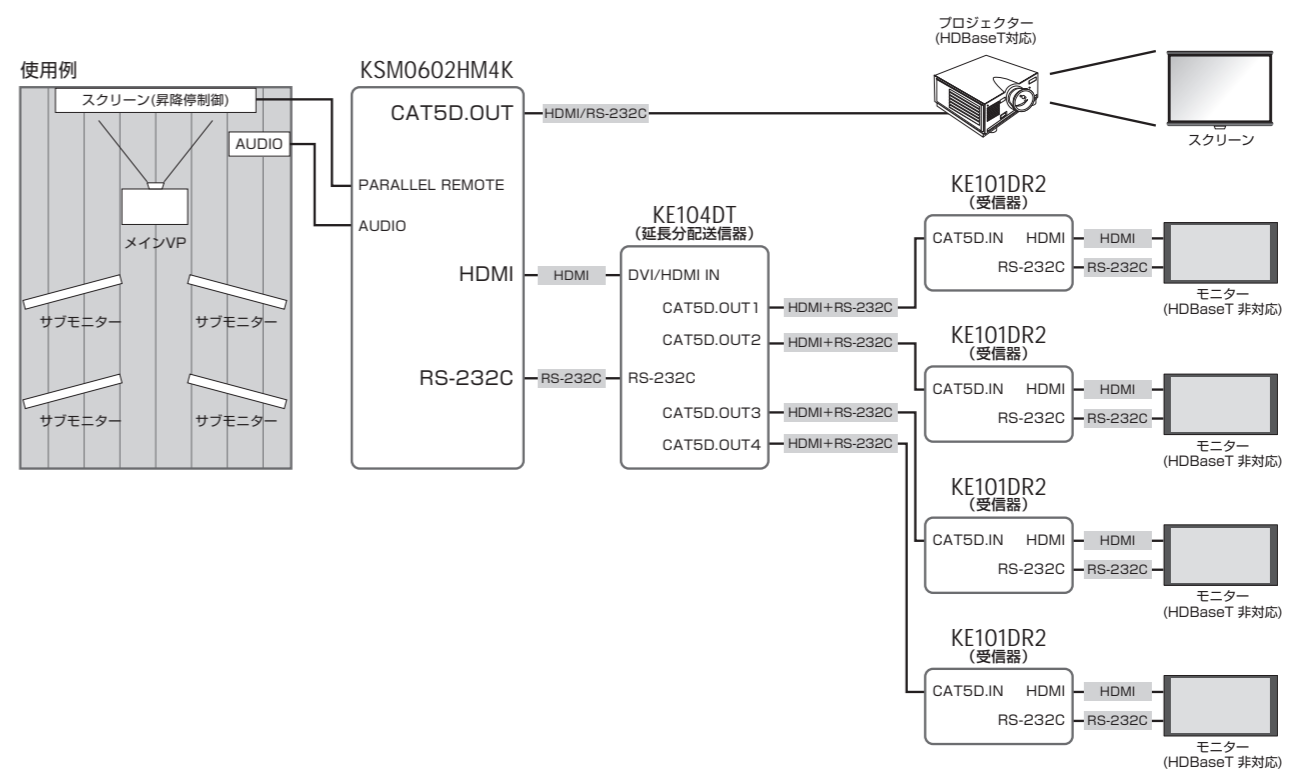 使用例
スクリーン(昇降停制御)
AUDIO
メインVP
サブモニター
サブモニター
サブモニター
サブモニター
KSM0602HM4K
CAT5D.OUT
PARALLEL REMOTE
AUDIO
HDMI
RS-232C
HDMI/RS-232C
プロジェクター
(HDBaseT対応)
スクリーン
HDMI
RS-232C
KE104DT
(延長分配送信器)
DVI/HDMI IN
CAT5D.OUT1
CAT5D.OUT2
RS-232C
CAT5D.OUT3
CAT5D.OUT4
HDMI+RS-232C
HDMI+RS-232C
HDMI+RS-232C
HDMI+RS-232C
KE101DR2
(受信器)
CAT5D.IN HDMI HDMI
RS-232C RS-232C
モニター
(HDBaseT 非対応)
KE101DR2
(受信器)
CAT5D.IN HDMI HDMI
RS-232C RS-232C
モニター
(HDBaseT 非対応)
KE101DR2
(受信器)
CAT5D.IN HDMI HDMI
RS-232C RS-232C
モニター
(HDBaseT 非対応)
KE101DR2
(受信器)
CAT5D.IN HDMI HDMI
RS-232C RS-232C
モニター
(HDBaseT 非対応)